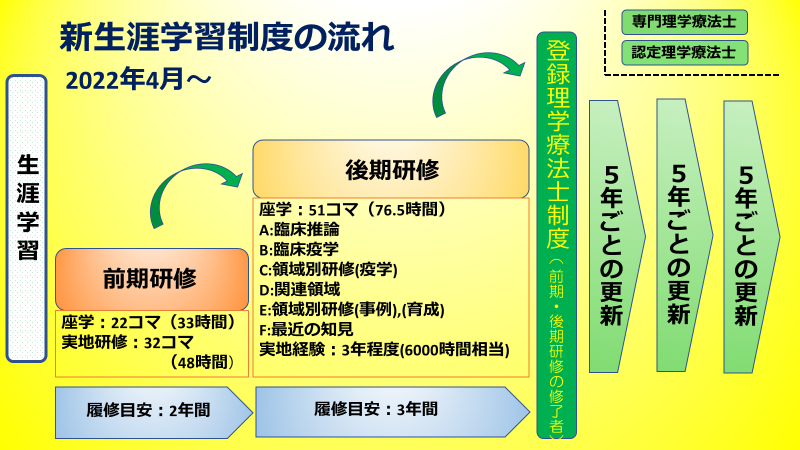 新生涯学習制度の流れ
2022年4月～
専門理学療法士
認定理学療法士
生涯学習
前期研修
座学：22コマ（33時間）
実地研修：32コマ
（48時間）
履修目安：2年間
後期研修
座学：51コマ（76.5時間）
A:臨床推論
B:臨床疫学
C:領域別研修(疫学)
D:関連領域
E:領域別研修(事例),(育成)
F:最近の知見
実地経験：3年程度(6000時間相当)
履修目安：3年間
登録理学療法士制度（前期・後期研修の修了者）
５年ごとの更新
５年ごとの更新
５年ごとの更新